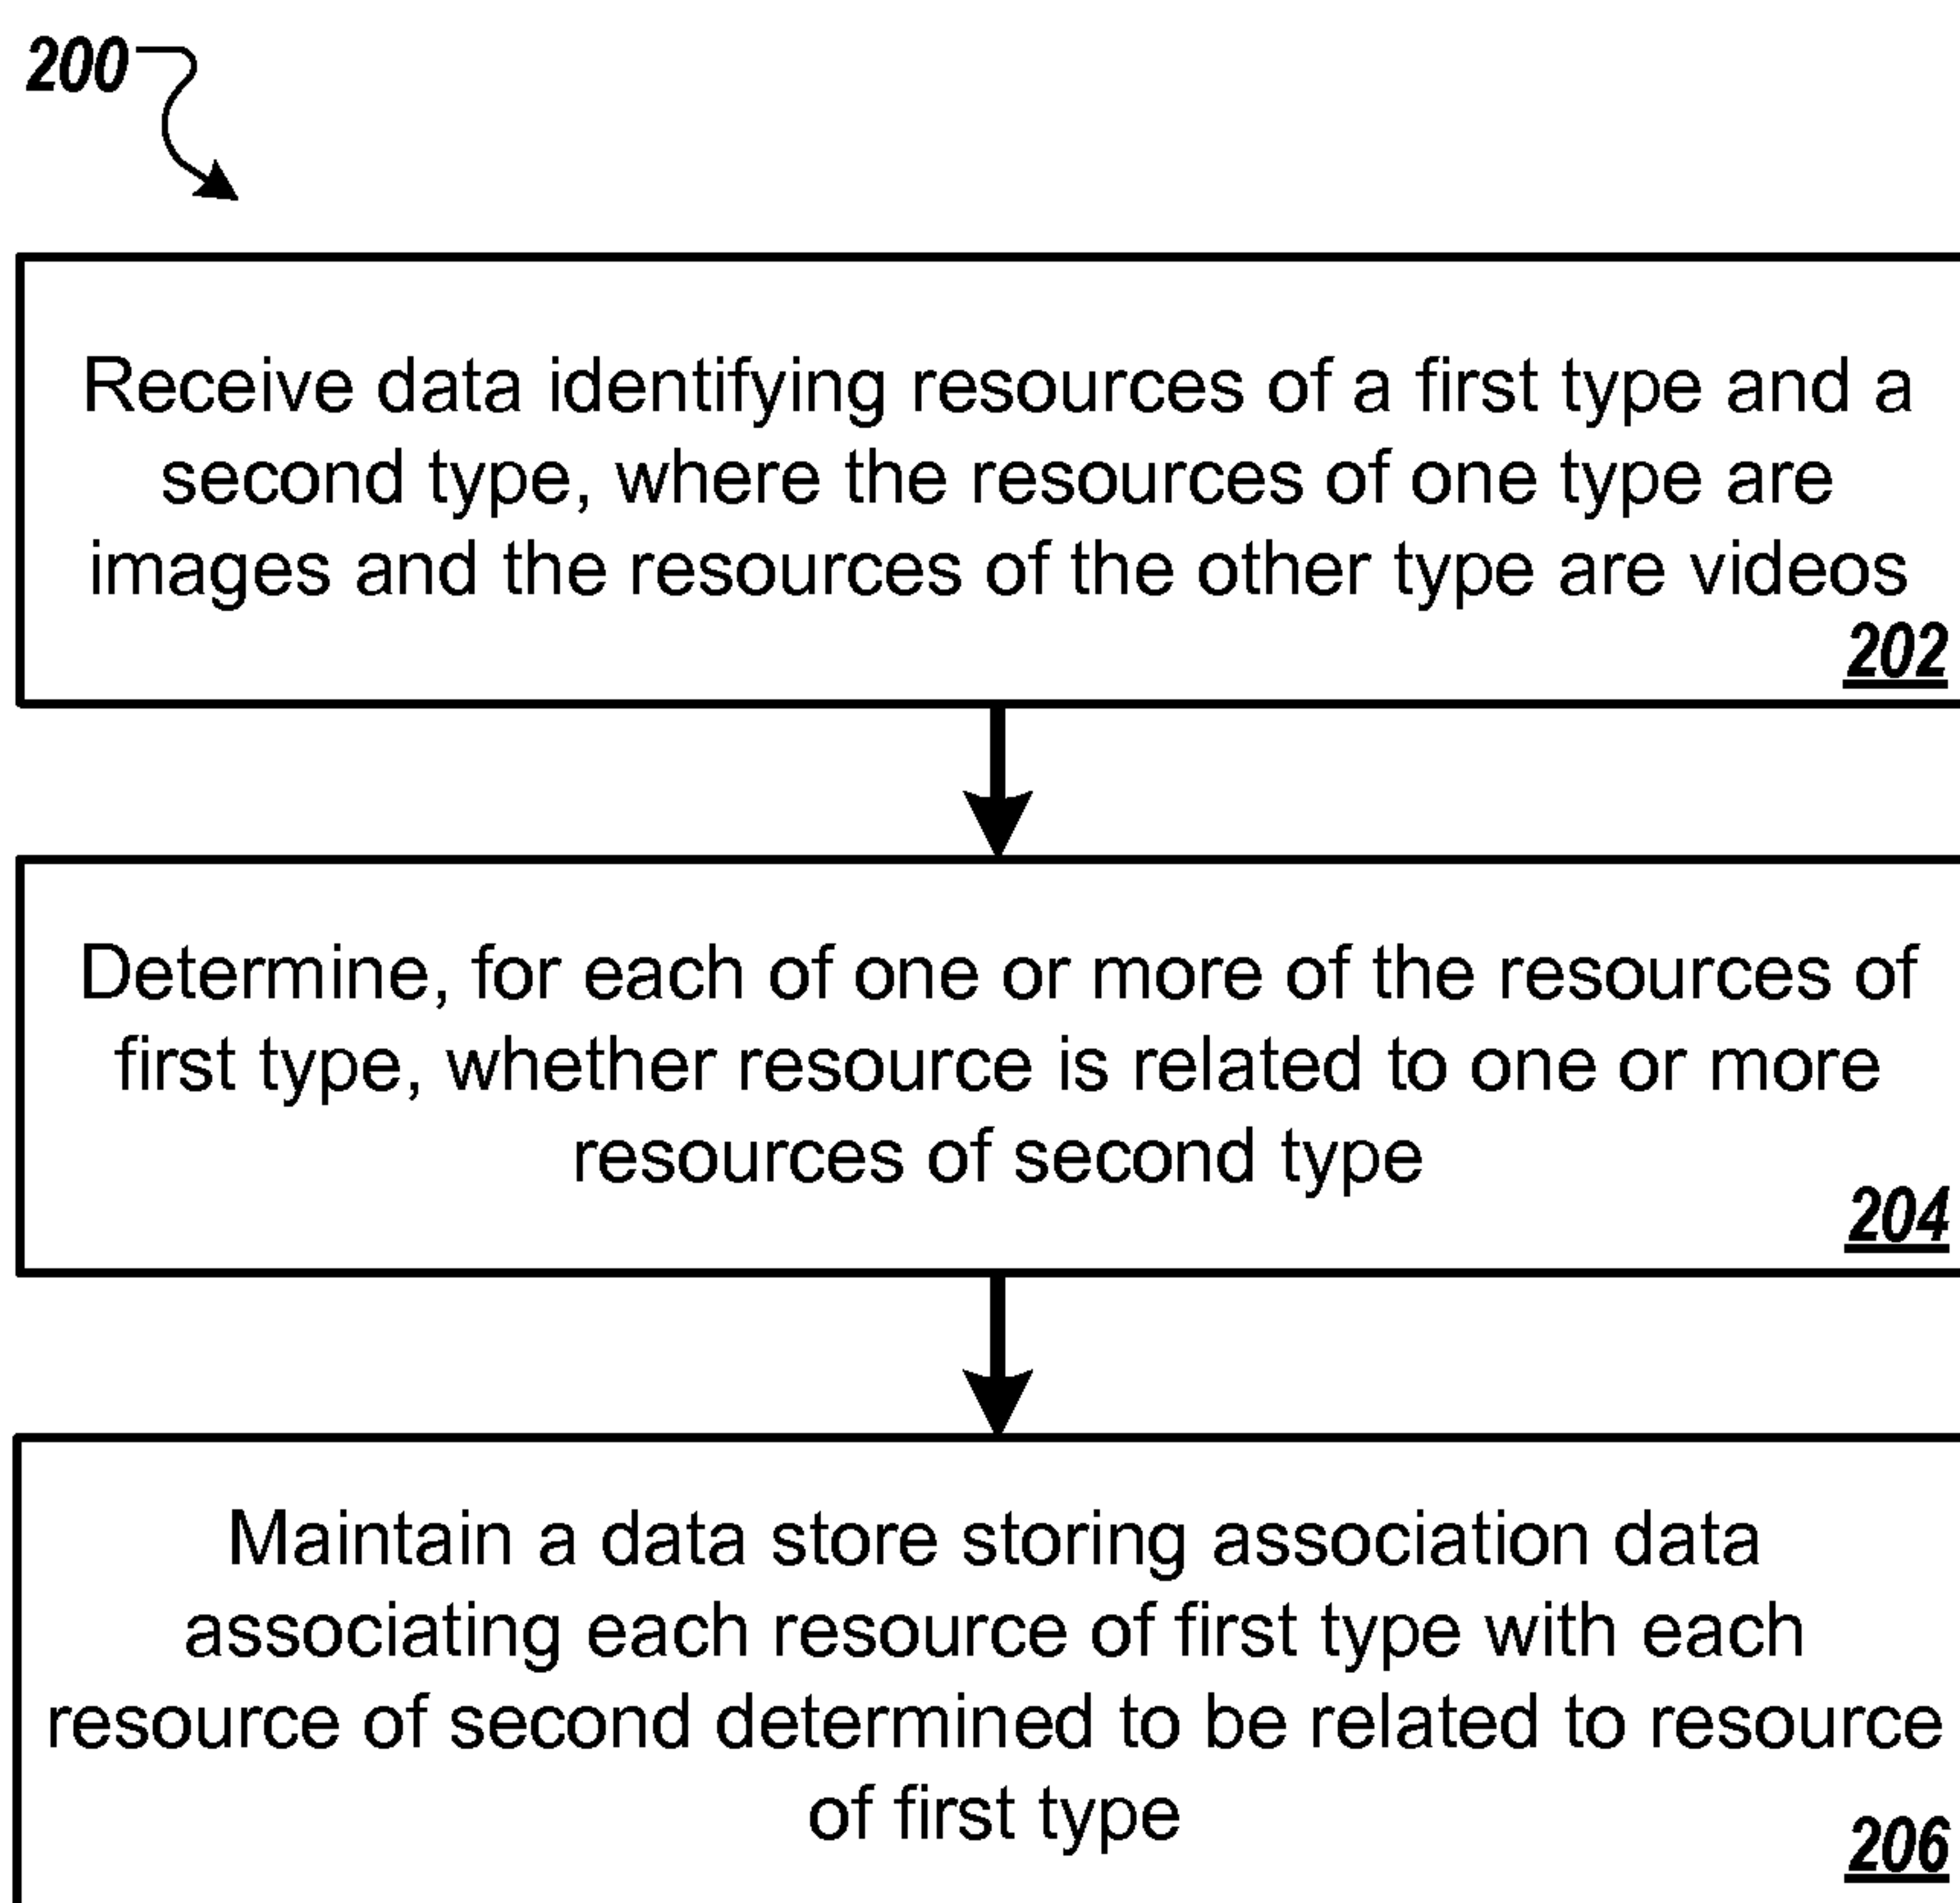 200
Receive data identifying resources of a first type and a
second type, where the resources of one type are
images and the resources of the other type are videos
202
Determine, for each of one or more of the resources of
first type, whether resource is related to one or more
resources of second type
204
Maintain a data store storing association data
associating each resource of first type with each
resource of second determined to be related to resource
of first type
206